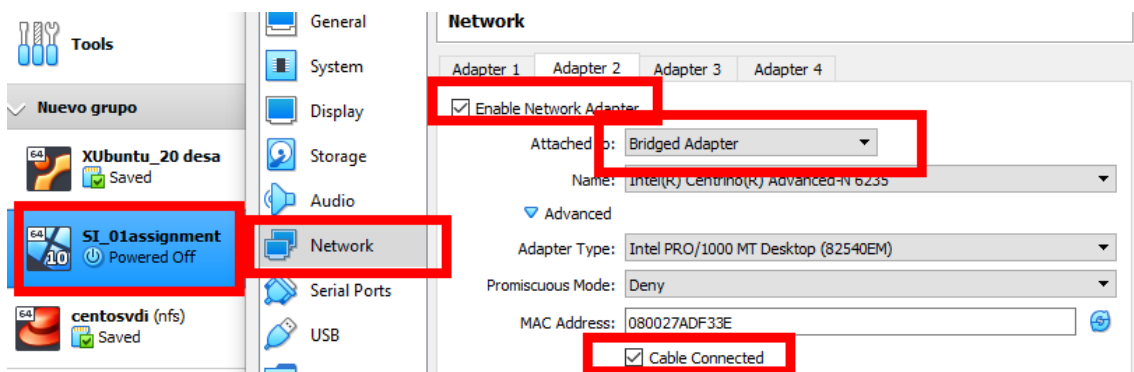 Tools
Nuevo grupo
64
XUbuntu_20 desa
Saved
64
10
SI_01assignment
Powered Off
64
centosvdi (nfs)
Saved
General
System
Display
Storage
Audio
Network
Serial Ports
USB
Network
Adapter 1 Adapter 2 Adapter 3 Adapter 4
Enable Network Adapter
Attached to: Bridged Adapter
Name: Intel(R) Centrino(R) Advanced-N 6235
Advanced
Adapter Type: Intel PRO/1000 MT Desktop (82540EM)
Promiscuous Mode: Deny
MAC Address: 080027ADF33E
Cable Connected